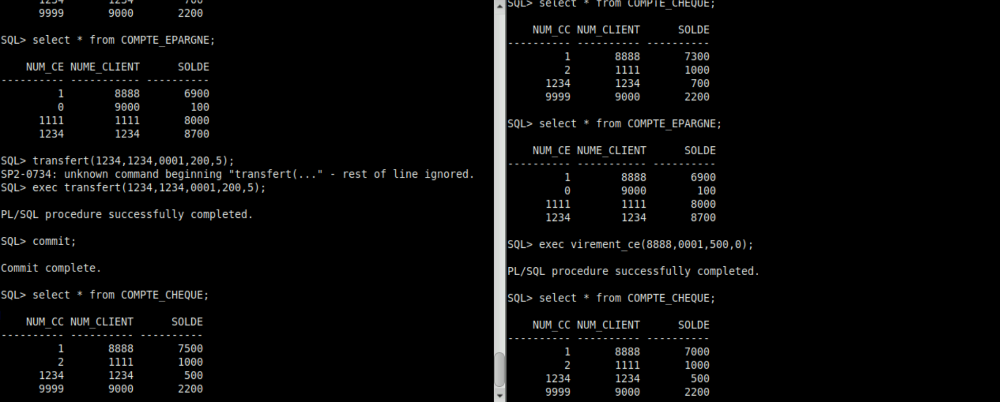 1234 1234 700
9999 9000 2200
SQL> select * from COMPTE_EPARGNE;
NUM_CE NUME_CLIENT SOLDE
---------- ----------- ----------
1 8888 6900
0 9000 100
1111 1111 8000
1234 1234 8700
SQL> transfert(1234,1234,0001,200,5);
SP2-0734: unknown command beginning "transfert(..." - rest of line ignored.
SQL> exec transfert(1234,1234,0001,200,5);
PL/SQL procedure successfully completed.
SQL> commit;
Commit complete.
SQL> select * from COMPTE_CHEQUE;
NUM_CC NUM_CLIENT SOLDE
---------- ---------- ----------
1 8888 7500
2 1111 1000
1234 1234 500
9999 9000 2200
SQL> select * from COMPTE_CHEQUE;
NUM_CC NUM_CLIENT SOLDE
---------- ---------- ----------
1 8888 7300
2 1111 1000
1234 1234 700
9999 9000 2200
SQL> select * from COMPTE_EPARGNE;
NUM_CE NUME_CLIENT SOLDE
---------- ----------- ----------
1 8888 6900
0 9000 100
1111 1111 8000
1234 1234 8700
SQL> exec virement_ce(8888,0001,500,0);
PL/SQL procedure successfully completed.
SQL> select * from COMPTE_CHEQUE;
NUM_CC NUM_CLIENT SOLDE
---------- ---------- ----------
1 8888 7000
2 1111 1000
1234 1234 500
9999 9000 2200